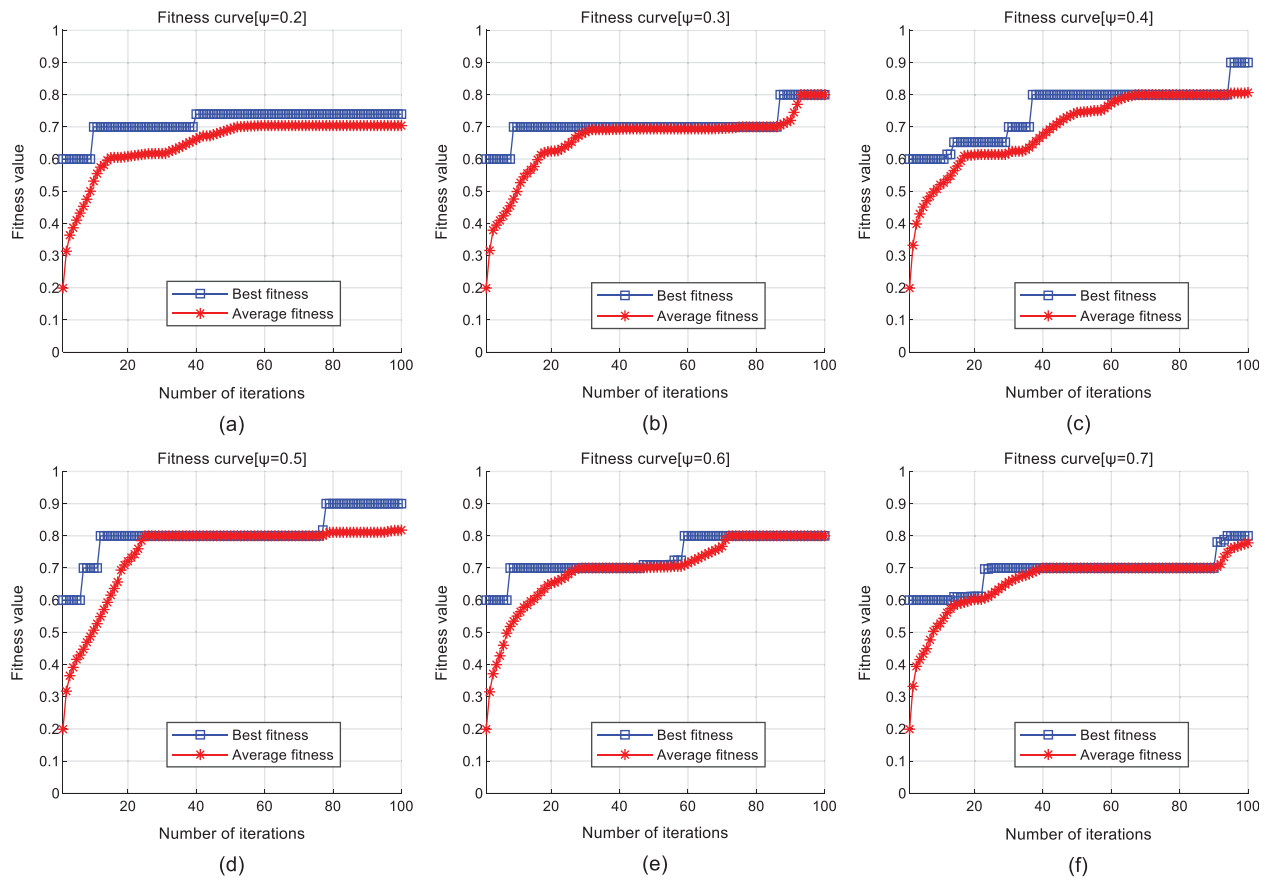 Fitness curve[ψ=0.2]
1
0.9
0.8
0.7
0.6
0.5
0.4
0.3
0.2
0.1
0
Fitness value
Best fitness
Average fitness
20 40 60 80 100
Number of iterations
(a)
Fitness curve[ψ=0.3]
1
0.9
0.8
0.7
0.6
0.5
0.4
0.3
0.2
0.1
0
Fitness value
Best fitness
Average fitness
20 40 60 80 100
Number of iterations
(b)
Fitness curve[ψ=0.4]
1
0.9
0.8
0.7
0.6
0.5
0.4
0.3
0.2
0.1
0
Fitness value
Best fitness
Average fitness
20 40 60 80 100
Number of iterations
(c)
Fitness curve[ψ=0.5]
1
0.9
0.8
0.7
0.6
0.5
0.4
0.3
0.2
0.1
0
Fitness value
Best fitness
Average fitness
20 40 60 80 100
Number of iterations
(d)
Fitness curve[ψ=0.6]
1
0.9
0.8
0.7
0.6
0.5
0.4
0.3
0.2
0.1
0
Fitness value
Best fitness
Average fitness
20 40 60 80 100
Number of iterations
(e)
Fitness curve[ψ=0.7]
1
0.9
0.8
0.7
0.6
0.5
0.4
0.3
0.2
0.1
0
Fitness value
Best fitness
Average fitness
20 40 60 80 100
Number of iterations
(f)